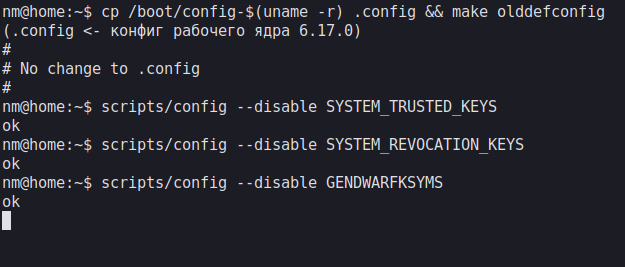 nm@home:~$ cp /boot/config-$(uname -r) .config && make olddefconfig
(.config <- конфиг рабочего ядра 6.17.0)
#
# No change to .config
#
nm@home:~$ scripts/config --disable SYSTEM_TRUSTED_KEYS
ok
nm@home:~$ scripts/config --disable SYSTEM_REVOCATION_KEYS
ok
nm@home:~$ scripts/config --disable GENDWARFKSYMS
ok